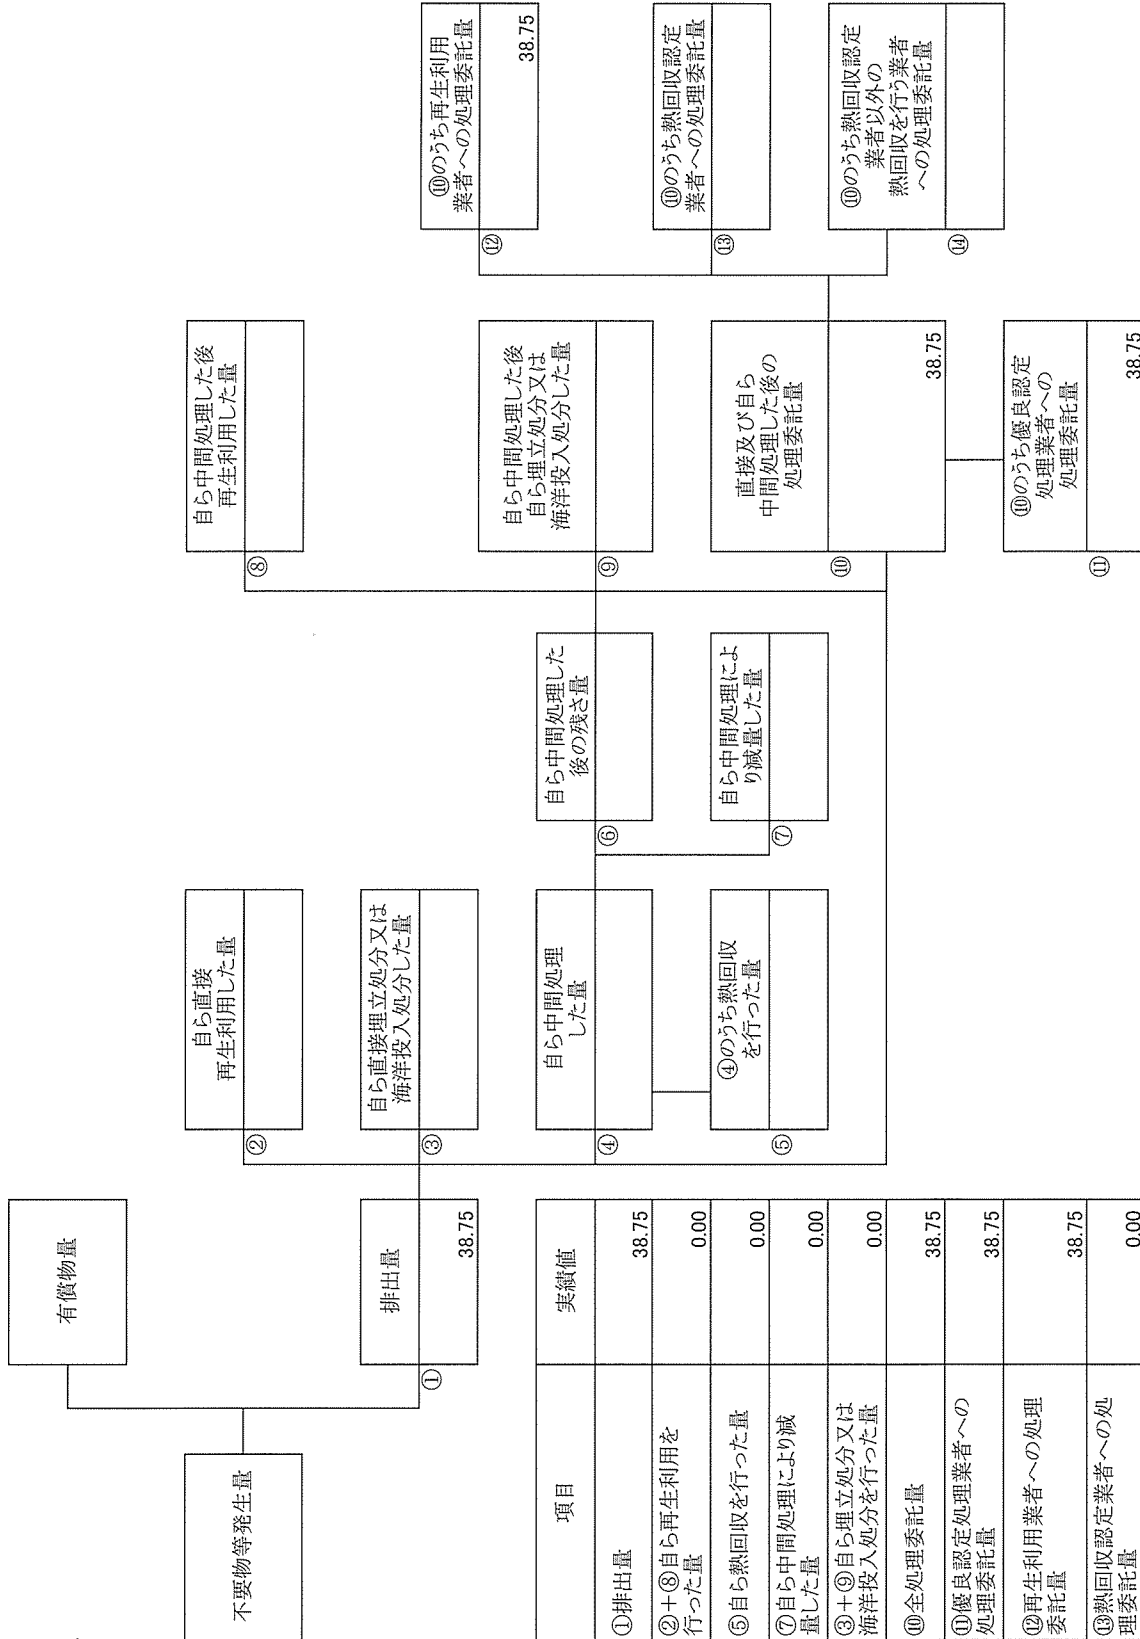 不要物等発生量
有償物量
排出量
①
38.75
②
自ら直接
再生利用した量
③
自ら直接埋立処分又は
海洋投入処分した量
④
自ら中間処理
した量
⑤
④のうち熱回収
を行った量
⑥
自ら中間処理した
後の残さ量
⑦
自ら中間処理によ
り減量した量
⑧
自ら中間処理した後
再生利用した量
⑨
自ら中間処理した後
自ら埋立処分又は
海洋投入処分した量
⑩
直接及び自ら
中間処理した後の
処理委託量
38.75
⑪
⑩のうち優良認定
処理業者への
処理委託量
38.75
⑫
⑩のうち再生利用
業者への処理委託量
38.75
⑬
⑩のうち熱回収認定
業者への処理委託量
⑭
⑩のうち熱回収認定
業者以外の
熱回収を行う業者
への処理委託量
項目 実績値
①排出量 38.75
②+⑧自ら再生利用を
行った量 0.00
⑤自ら熱回収を行った量 0.00
⑦自ら中間処理により減
量した量 0.00
③+⑨自ら埋立処分又は
海洋投入処分を行った量 0.00
⑩全処理委託量 38.75
⑪優良認定処理業者への
処理委託量 38.75
⑫再生利用業者への処理
委託量 38.75
⑬熱回収認定業者への処
理委託量 0.00